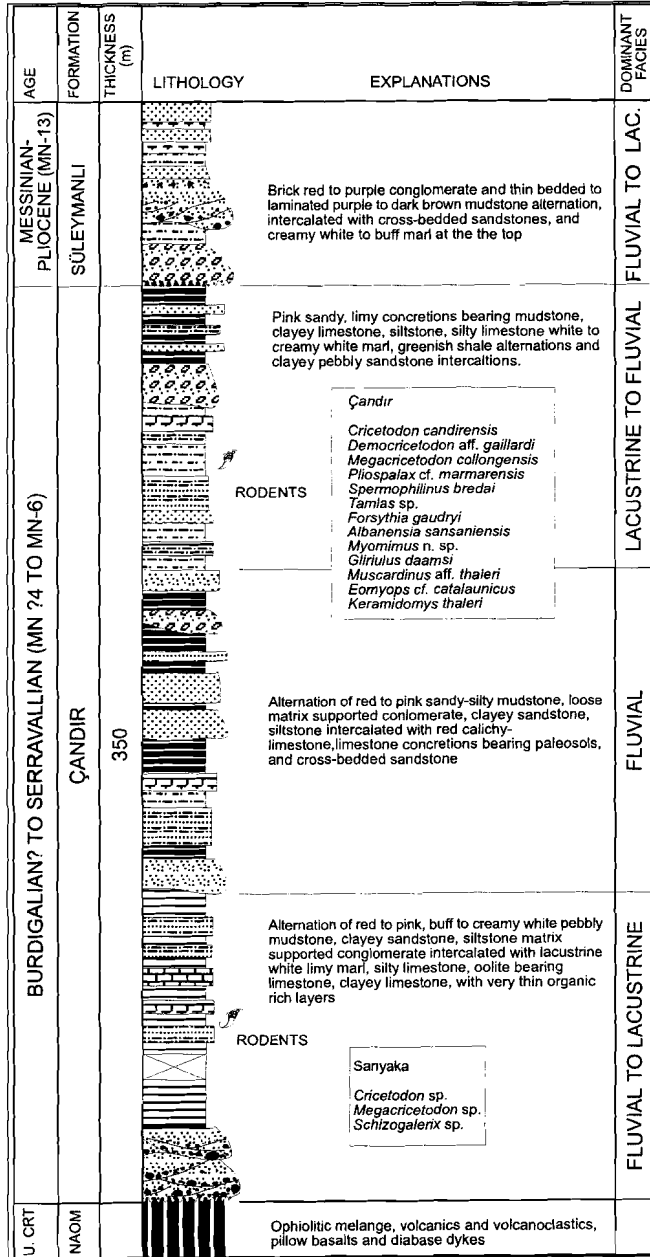 AGE
FORMATION
THICKNESS
(m)
LITHOLOGY
EXPLANATIONS
DOMINANT
FACIES
MESSINIAN-
PLIOCENE (MN-13)
SÜLEYMANLI
Brick red to purple conglomerate and thin bedded to
laminated purple to dark brown mudstone alternation,
intercalated with cross-bedded sandstones, and
creamy white to buff marl at the the top
FLUVIAL TO LAC.
BURDIGALIAN? TO SERRAVALLIAN (MN ?4 TO MN-6)
ÇANDIR
350
Pink sandy, limy concretions bearing mudstone,
clayey limestone, siltstone, silty limestone white to
creamy white marl, greenish shale alternations and
clayey pebbly sandstone intercaltions.
RODENTS
Çandır
Cricetodon candirensis
Democricetodon aff. gaillardi
Megacricetodon collongensis
Pliospalax cf. marmarensis
Spermophilinus bredai
Tamias sp.
Forsythia gaudryi
Albanensia sansaniensis
Myomimus n. sp.
Glirulus daamsi
Muscardinus aff. thaleri
Eomyops cf. catalaunicus
Keramidomys thaleri
LACUSTRINE TO FLUVIAL
Alternation of red to pink sandy-silty mudstone, loose
matrix supported conlomerate, clayey sandstone,
siltstone intercalated with red calichy-
limestone,limestone concretions bearing paleosols,
and cross-bedded sandstone
FLUVIAL
Alternation of red to pink, buff to creamy white pebbly
mudstone, clayey sandstone, siltstone matrix
supported conglomerate intercalated with lacustrine
white limy marl, silty limestone, oolite bearing
limestone, clayey limestone, with very thin organic
rich layers
RODENTS
Sarıyaka
Cricetodon sp.
Megacricetodon sp.
Schizogalerix sp.
FLUVIAL TO LACUSTRINE
U. CRT
NAOM
Ophiolitic melange, volcanics and volcanoclastics,
pillow basalts and diabase dykes